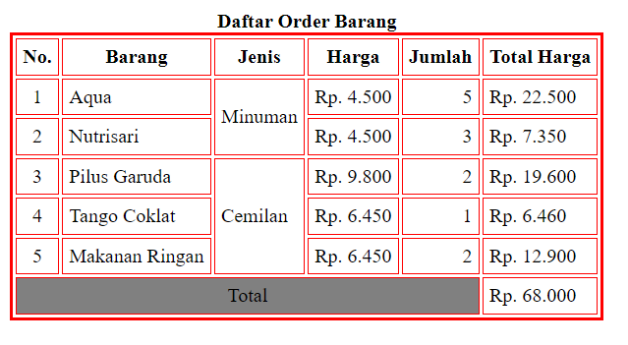 Daftar Order Barang
No. Barang Jenis Harga Jumlah Total Harga
1 Aqua Minuman Rp. 4.500 5 Rp. 22.500
2 Nutrisari Rp. 4.500 3 Rp. 7.350
3 Pilus Garuda Cemilan Rp. 9.800 2 Rp. 19.600
4 Tango Coklat Rp. 6.450 1 Rp. 6.460
5 Makanan Ringan Rp. 6.450 2 Rp. 12.900
Total Rp. 68.000